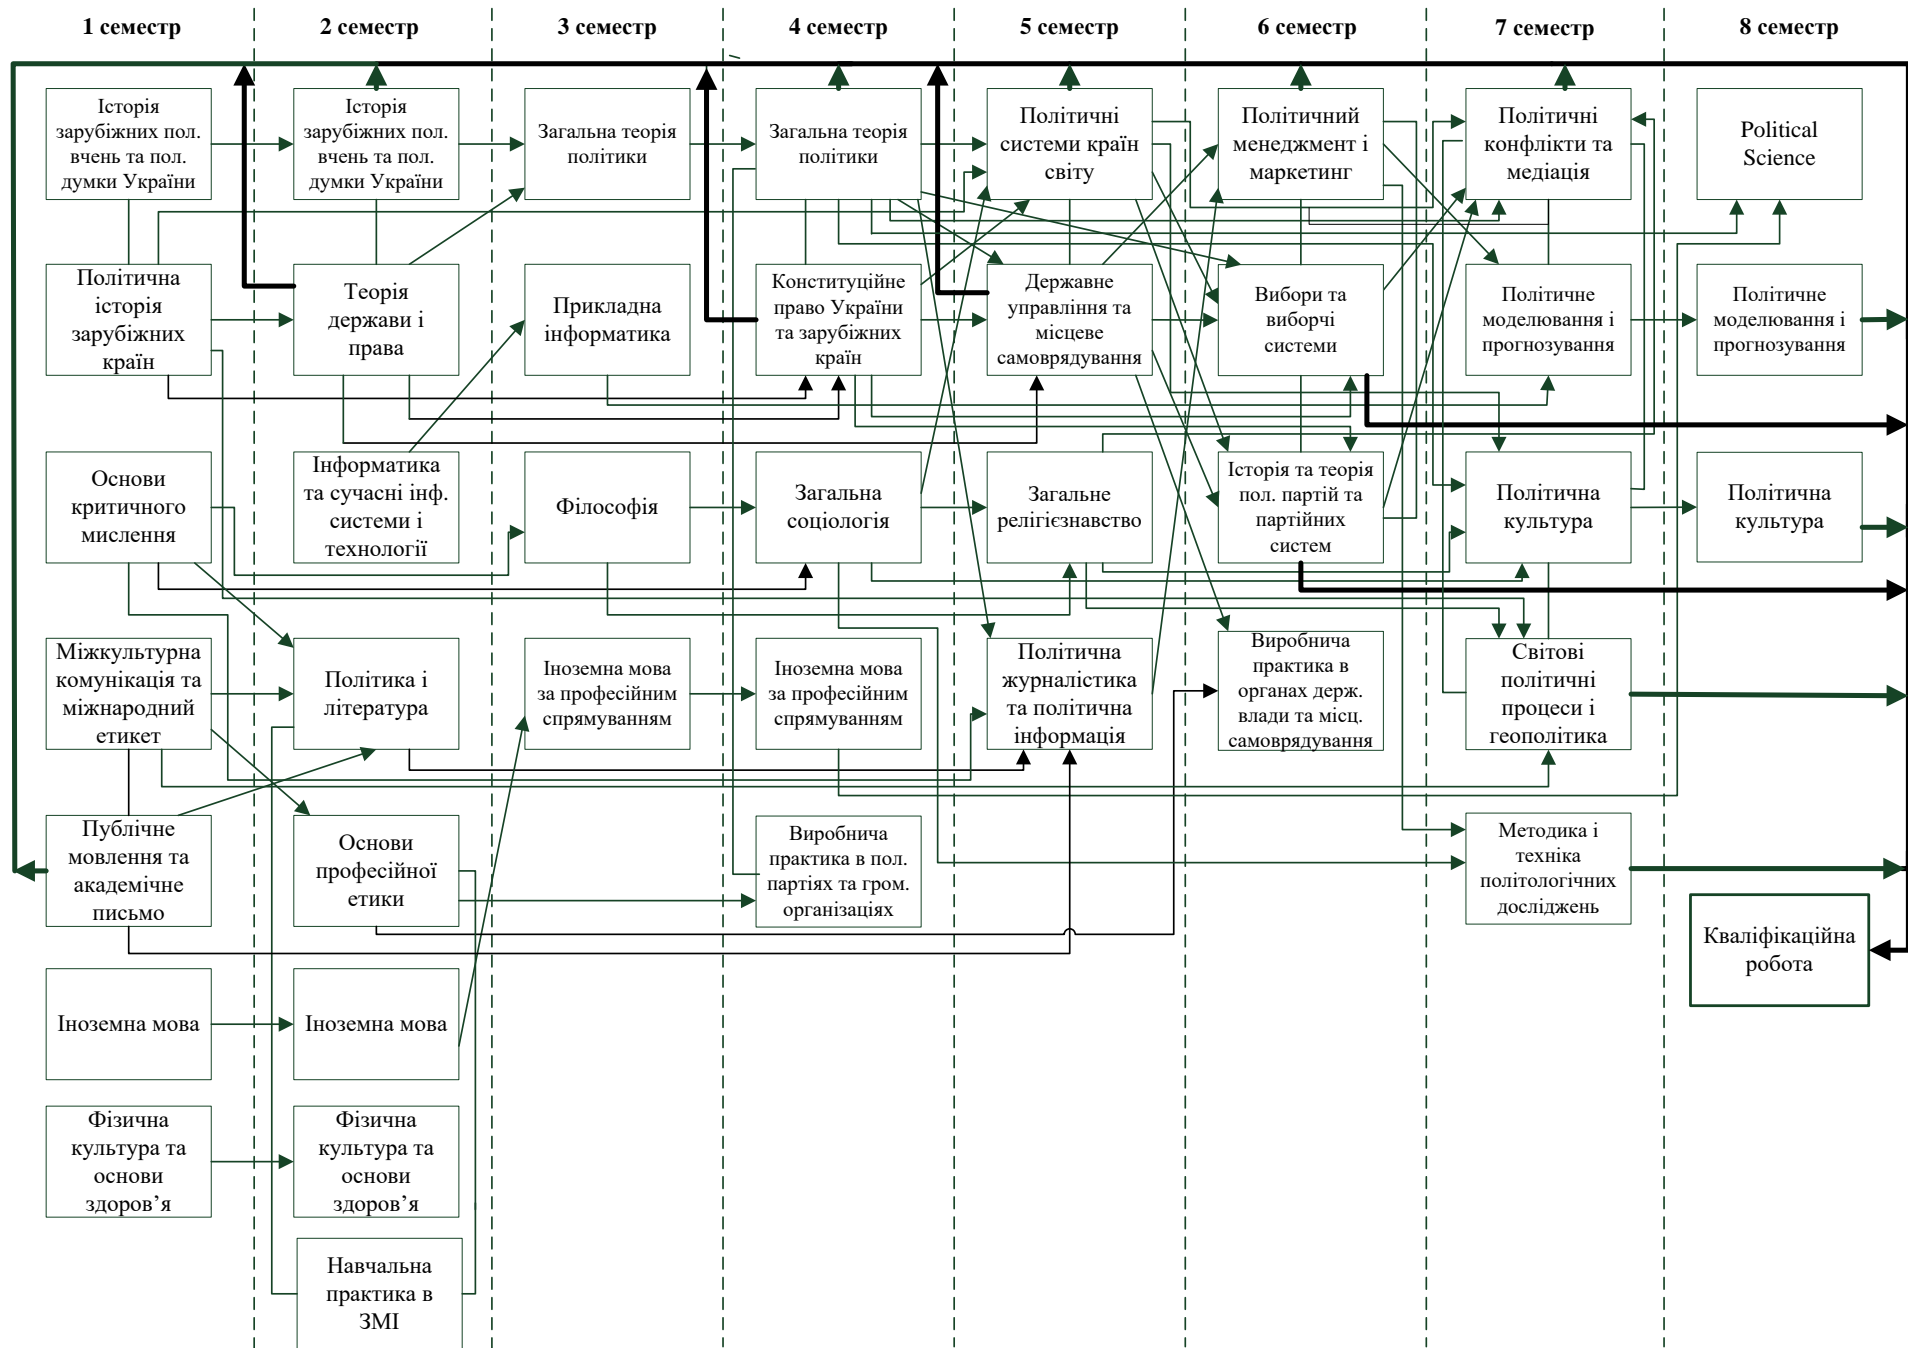 1 семестр
2 семестр
3 семестр
4 семестр
5 семестр
6 семестр
7 семестр
8 семестр
Історія
зарубіжних пол.
вчень та пол.
думки України
Історія
зарубіжних пол.
вчень та пол.
думки України
Загальна теорія
політики
Загальна теорія
політики
Політичні
системи країн
світу
Політичний
менеджмент і
маркетинг
Політичні
конфлікти та
медіація
Political
Science
Політична
історія
зарубіжних
країн
Теорія
держави і
права
Прикладна
інформатика
Конституційне
право України
та зарубіжних
країн
Державне
управління та
місцеве
самоврядування
Вибори та
виборчі
системи
Політичне
моделювання і
прогнозування
Політичне
моделювання і
прогнозування
Основи
критичного
мислення
Інформатика
та сучасні інф.
системи і
технології
Філософія
Загальна
соціологія
Загальне
релігієзнавство
Історія та теорія
пол. партій та
партійних
систем
Політична
культура
Політична
культура
Міжкультурна
комунікація та
міжнародний
етикет
Політика і
література
Іноземна мова
за професійним
спрямуванням
Іноземна мова
за професійним
спрямуванням
Політична
журналістика
та політична
інформація
Виробнича
практика в
органах держ.
влади та місц.
самоврядування
Світові
політичні
процеси і
геополітика
Публічне
мовлення та
академічне
письмо
Основи
професійної
етики
Виробнича
практика в пол.
партіях та гром.
організаціях
Методика і
техніка
політологічних
досліджень
Кваліфікаційна
робота
Іноземна мова
Іноземна мова
Фізична
культура та
основи
здоров’я
Фізична
культура та
основи
здоров’я
Навчальна
практика в
ЗМІ